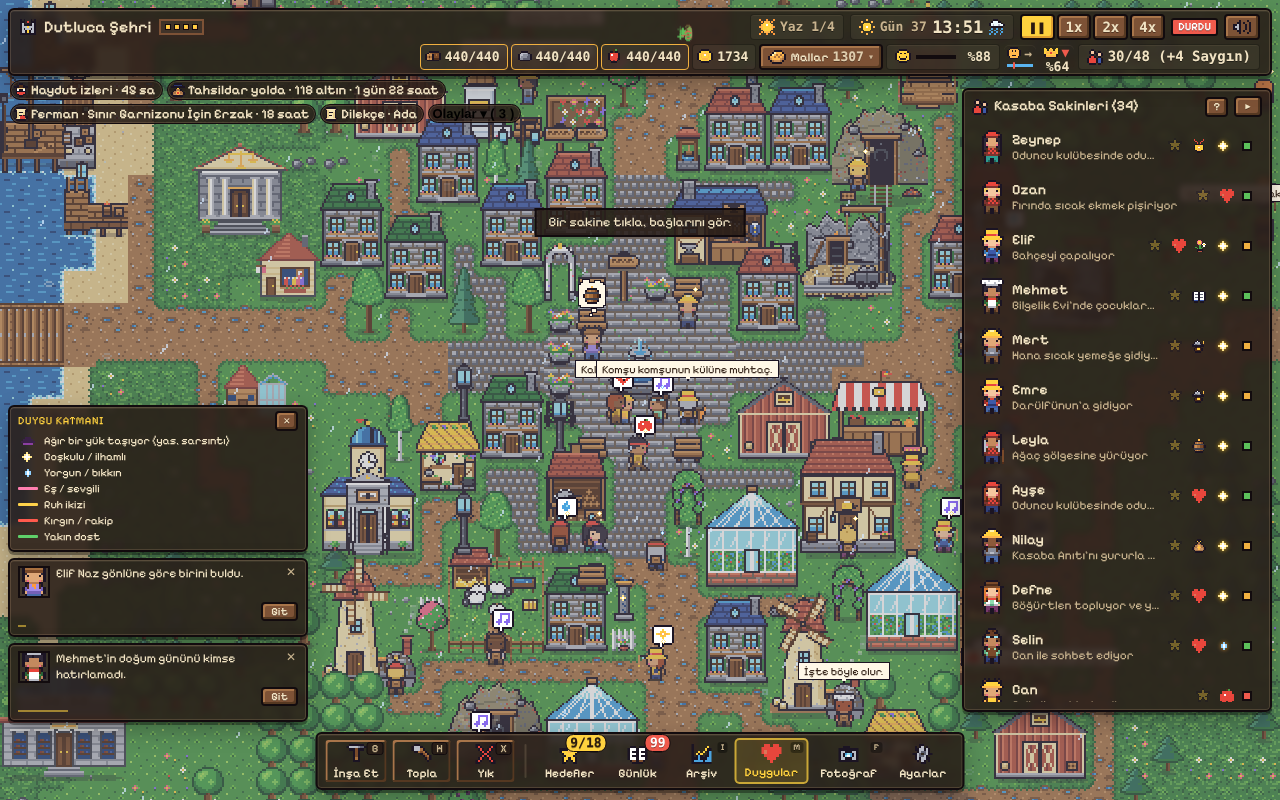 Dutluca Şehri
Yaz 1/4
Gün 37 13:51
1x
2x
4x
DURDU
440/440
440/440
440/440
1734
Mallar 1307
%88
%64
30/48 (+4 Saygın)
Haydut izleri · 48 sa
Tahsildar yolda · 118 altın · 1 gün 22 saat
Ferman · Sınır Garnizonu İçin Erzak · 18 saat
Dilekçe · Ada
Olaylar ▾ ( 3 )
Bir sakine tıkla, bağlarını gör.
Kal
Komşu komşunun külüne muhtaç.
İşte böyle olur.
Kasaba Sakinleri (34)
?
Zeynep
Oduncu kulübesinde odu...
Ozan
Fırında sıcak ekmek pişiriyor
Elif
Bahçeyi çapalıyor
Mehmet
Bilgelik Evi'nde çocuklar...
Mert
Hana sıcak yemeğe gidiy...
Emre
Darülfünun'a gidiyor
Leyla
Ağaç gölgesine yürüyor
Ayşe
Oduncu kulübesinde odu...
Nilay
Kasaba Anıtı'nı gururla ...
Defne
Böğürtlen topluyor ve y...
Selin
Can ile sohbet ediyor
Can
DUYGU KATMANI
Ağır bir yük taşıyor (yas, sarsıntı)
Coşkulu / ilhamlı
Yorgun / bıkkın
Eş / sevgili
Ruh ikizi
Kırgın / rakip
Yakın dost
Elif Naz gönlüne göre birini buldu.
Git
Mehmet'in doğum gününü kimse
hatırlamadı.
Git
B
İnşa Et
H
Topla
X
Yık
9/18
Hedefler
99
Günlük
I
Arşiv
M
Duygular
F
Fotoğraf
Ayarlar